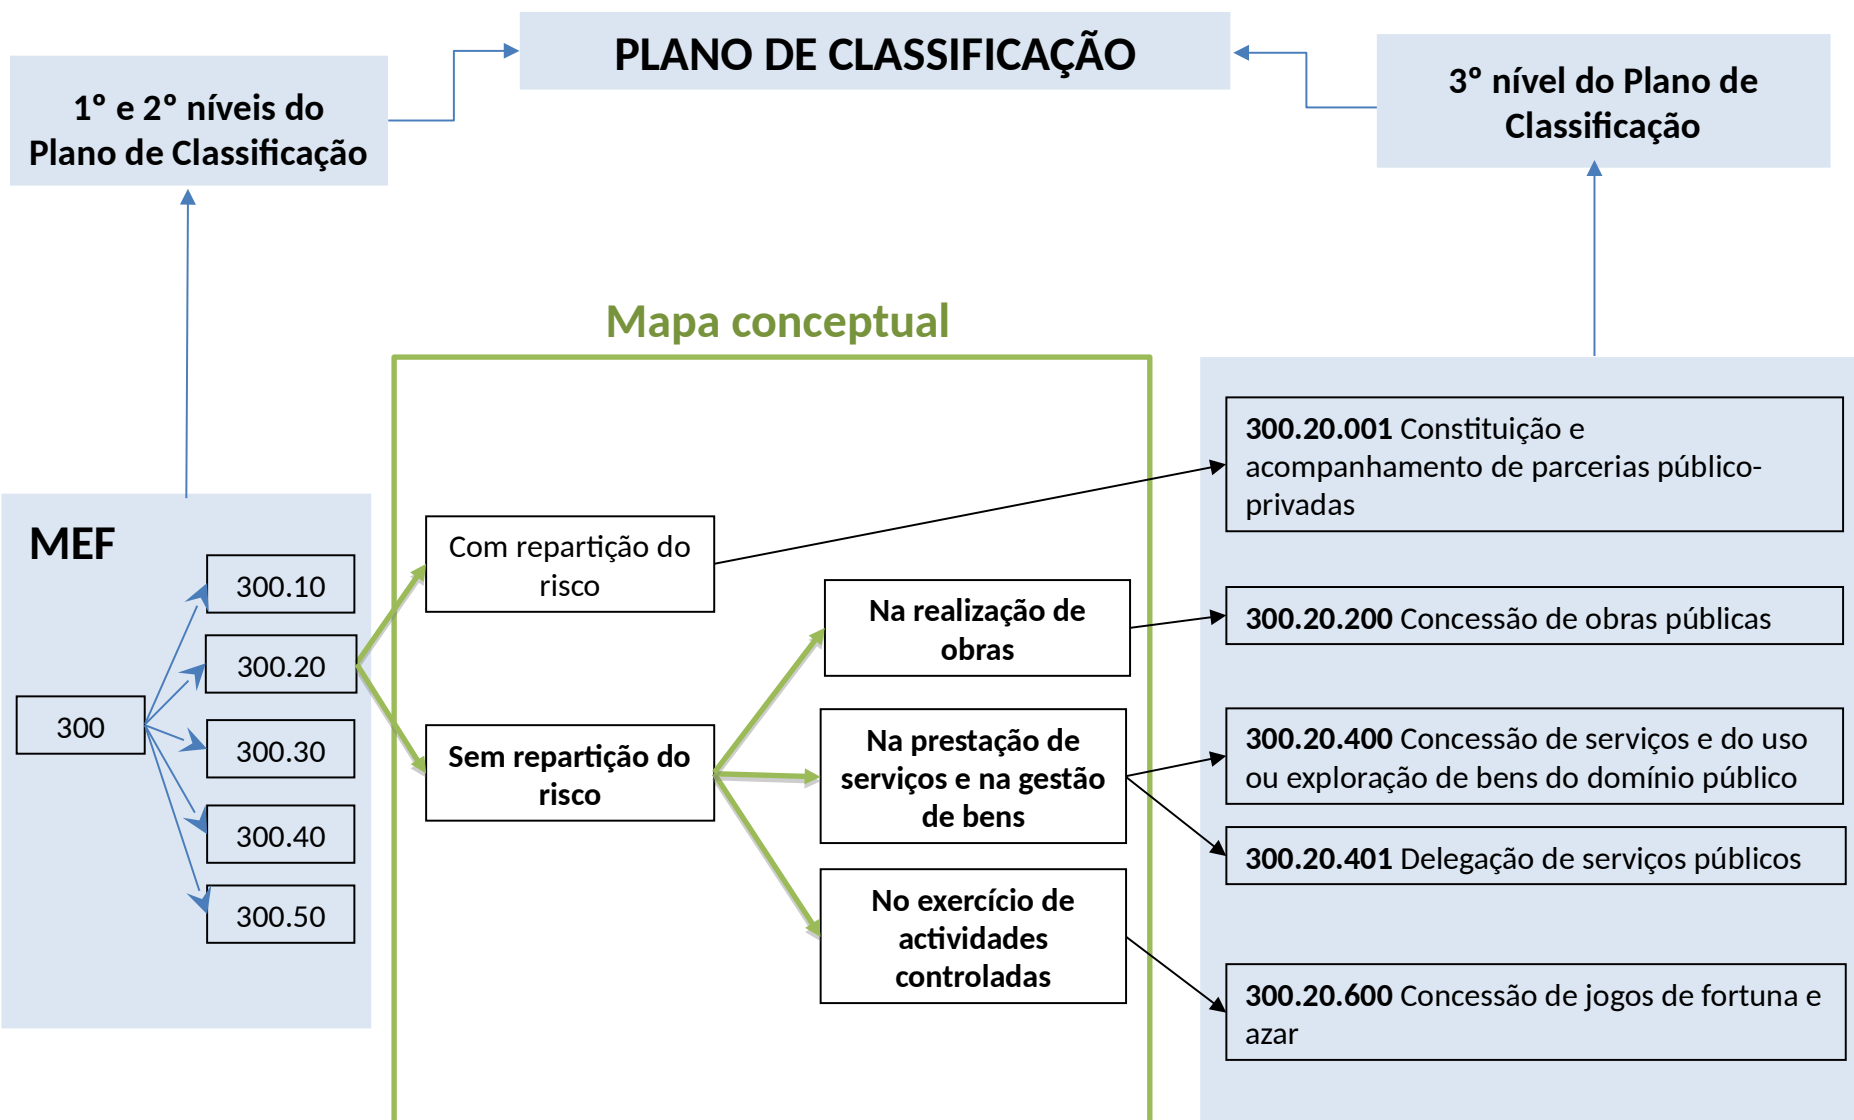 PLANO DE CLASSIFICAÇÃO
1º e 2º níveis do
Plano de Classificação
3º nível do Plano de
Classificação
Mapa conceptual
MEF
300
300.10
300.20
300.30
300.40
300.50
Com repartição do
risco
Sem repartição do
risco
Na realização de
obras
Na prestação de
serviços e na gestão
de bens
No exercício de
actividades
controladas
300.20.001 Constituição e
acompanhamento de parcerias público-
privadas
300.20.200 Concessão de obras públicas
300.20.400 Concessão de serviços e do uso
ou exploração de bens do domínio público
300.20.401 Delegação de serviços públicos
300.20.600 Concessão de jogos de fortuna e
azar